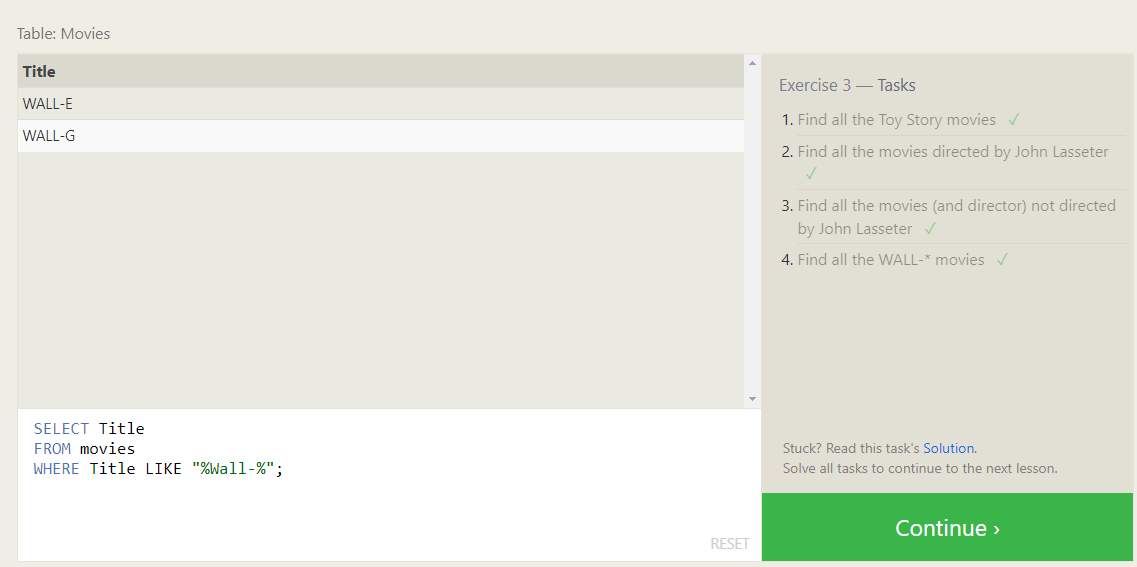 Table: Movies
Title
WALL-E
WALL-G
SELECT Title
FROM movies
WHERE Title LIKE "%Wall-%";
RESET
Exercise 3 — Tasks
1. Find all the Toy Story movies ✓
2. Find all the movies directed by John Lasseter
✓
3. Find all the movies (and director) not directed
by John Lasseter ✓
4. Find all the WALL-* movies ✓
Stuck? Read this task's Solution.
Solve all tasks to continue to the next lesson.
Continue ›